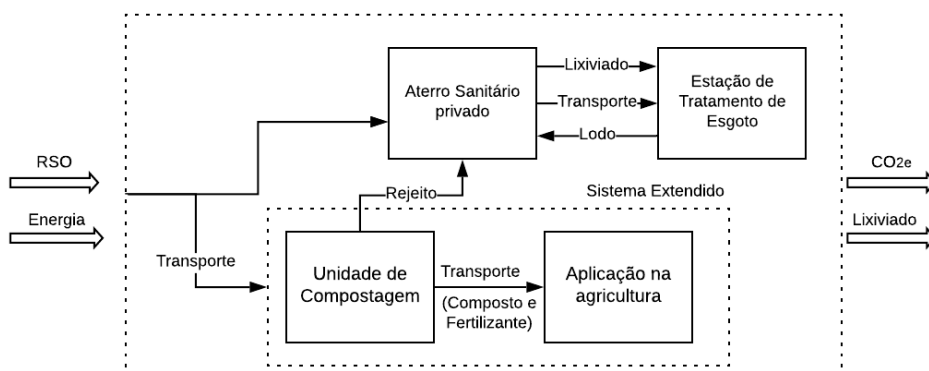 Aterro Sanitário
privado
Lixiviado
Transporte
Lodo
Estação de
Tratamento de
Esgoto
RSO
Energia
CO2e
Lixiviado
Rejeito
Sistema Extendido
Transporte
Unidade de
Compostagem
Transporte
(Composto e
Fertilizante)
Aplicação na
agricultura